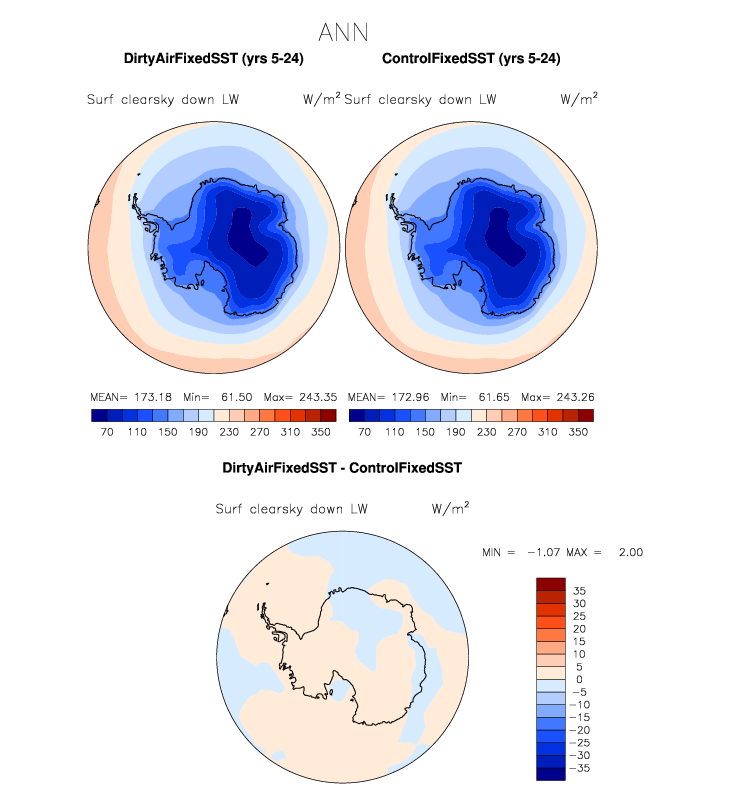 ANN
DirtyAirFixedSST (yrs 5-24) ControlFixedSST (yrs 5-24)
Surf clearsky down LW W/m² Surf clearsky down LW W/m²
MEAN= 173.18 Min= 61.50 Max= 243.35 MEAN= 172.96 Min= 61.65 Max= 243.26
70 110 150 190 230 270 310 350 70 110 150 190 230 270 310 350
DirtyAirFixedSST - ControlFixedSST
Surf clearsky down LW W/m²
MIN = -1.07 MAX = 2.00
35
30
25
20
15
10
5
0
-5
-10
-15
-20
-25
-30
-35